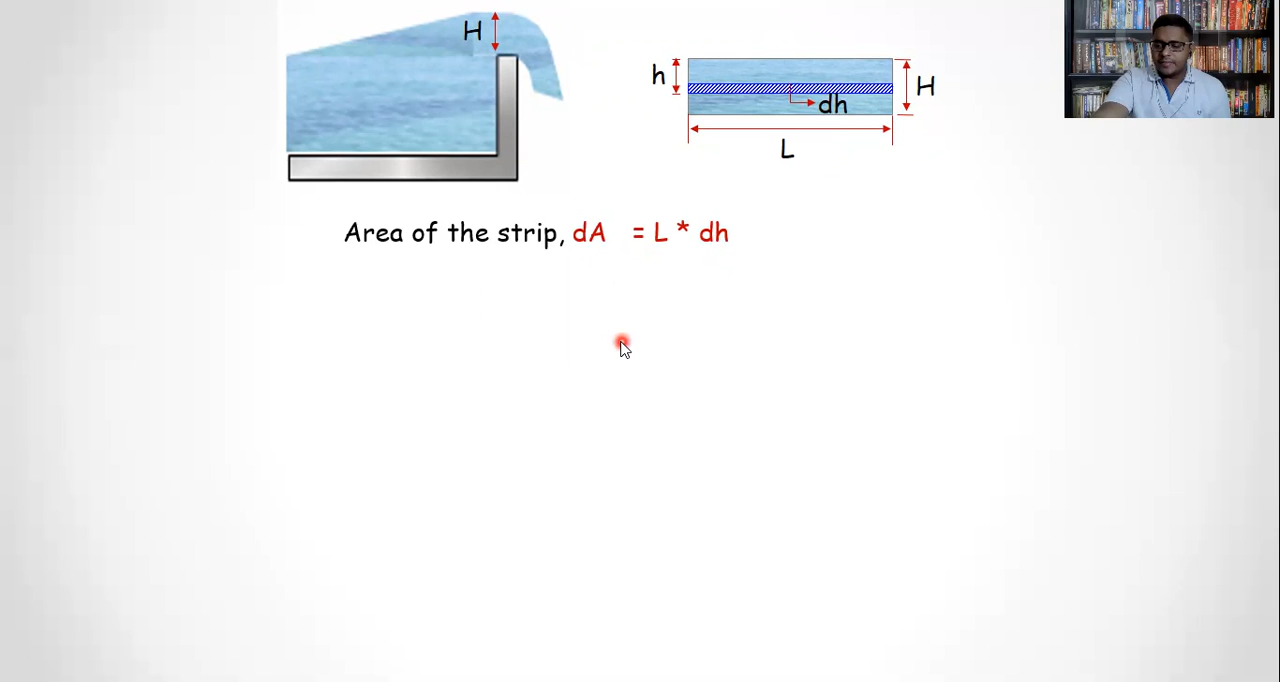 H
h
H
dh
L
Area of the strip, dA = L * dh